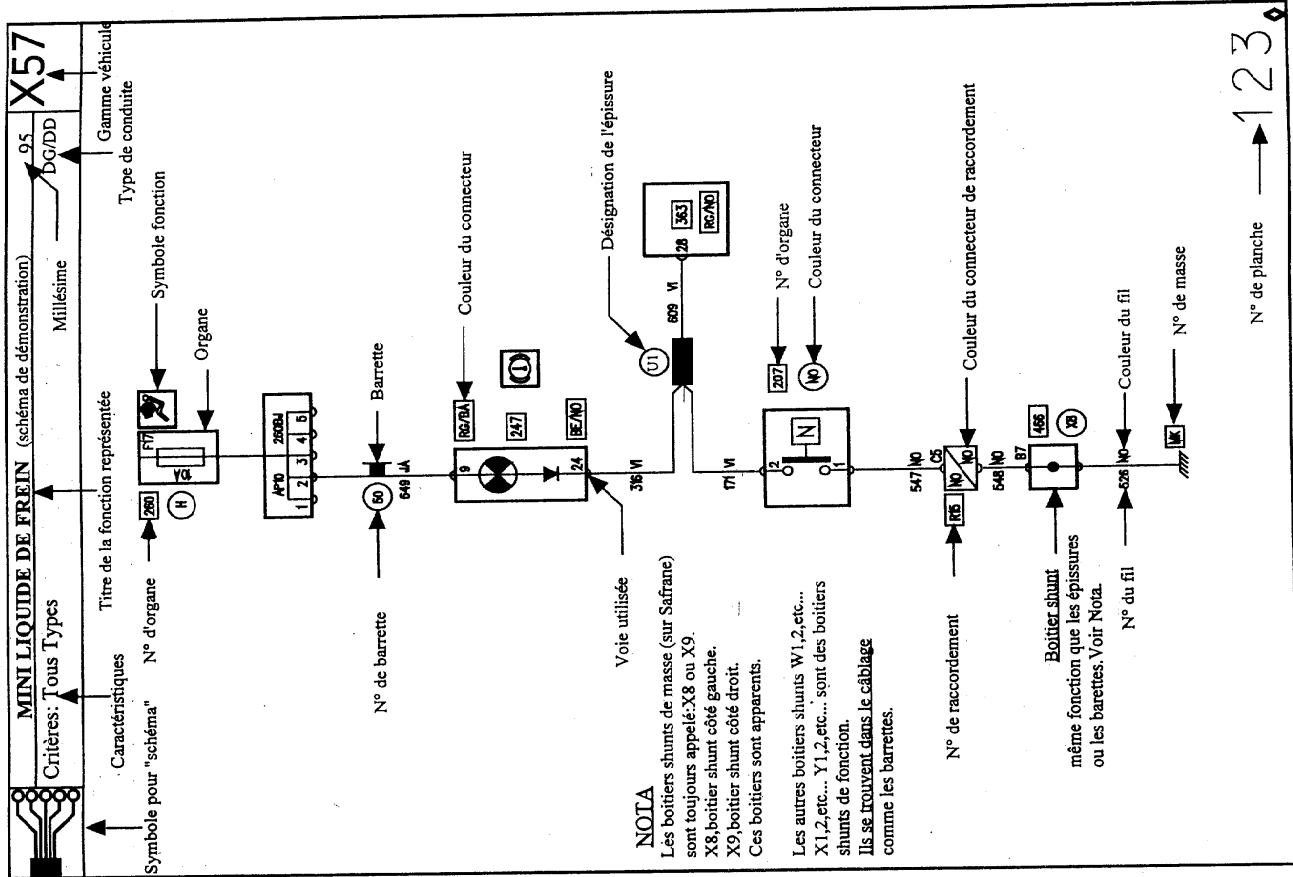 MINI LIQUIDE DE FREIN (schéma de démonstration) 95
X57
Critères: Tous Types
DG/DD
Symbole pour "schéma"
Caractéristiques
Titre de la fonction représentée
Millésime
Type de conduite
Gamme véhicule
N° d'organe
260
H
F17
10A
Symbole fonction
Organe
AP10 260BJ
1 2 3 4 5
N° de barrette
60
Barrette
649 JA
9
RG/BA
Couleur du connecteur
247
BE/NO
24
Voie utilisée
316 VI
U1
Désignation de l'épissure
609 VI
28
363
RG/NO
171 VI
2
N
1
207
N° d'organe
NO
Couleur du connecteur
547 NO
C5
NO
NO
R15
N° de raccordement
Couleur du connecteur de raccordement
548 NO
B7
466
X8
Boitier shunt
même fonction que les épissures
ou les barettes.Voir Nota.
526 NO
N° du fil
Couleur du fil
MK
N° de masse
NOTA
Les boitiers shunts de masse (sur Safrane)
sont toujours appelé:X8 ou X9.
X8,boitier shunt côté gauche.
X9,boitier shunt côté droit.
Ces boitiers sont apparents.
Les autres boitiers shunts W1,2,etc...
X1,2,etc... Y1,2,etc... sont des boitiers
shunts de fonction.
Ils se trouvent dans le câblage
comme les barrettes.
N° de planche
123